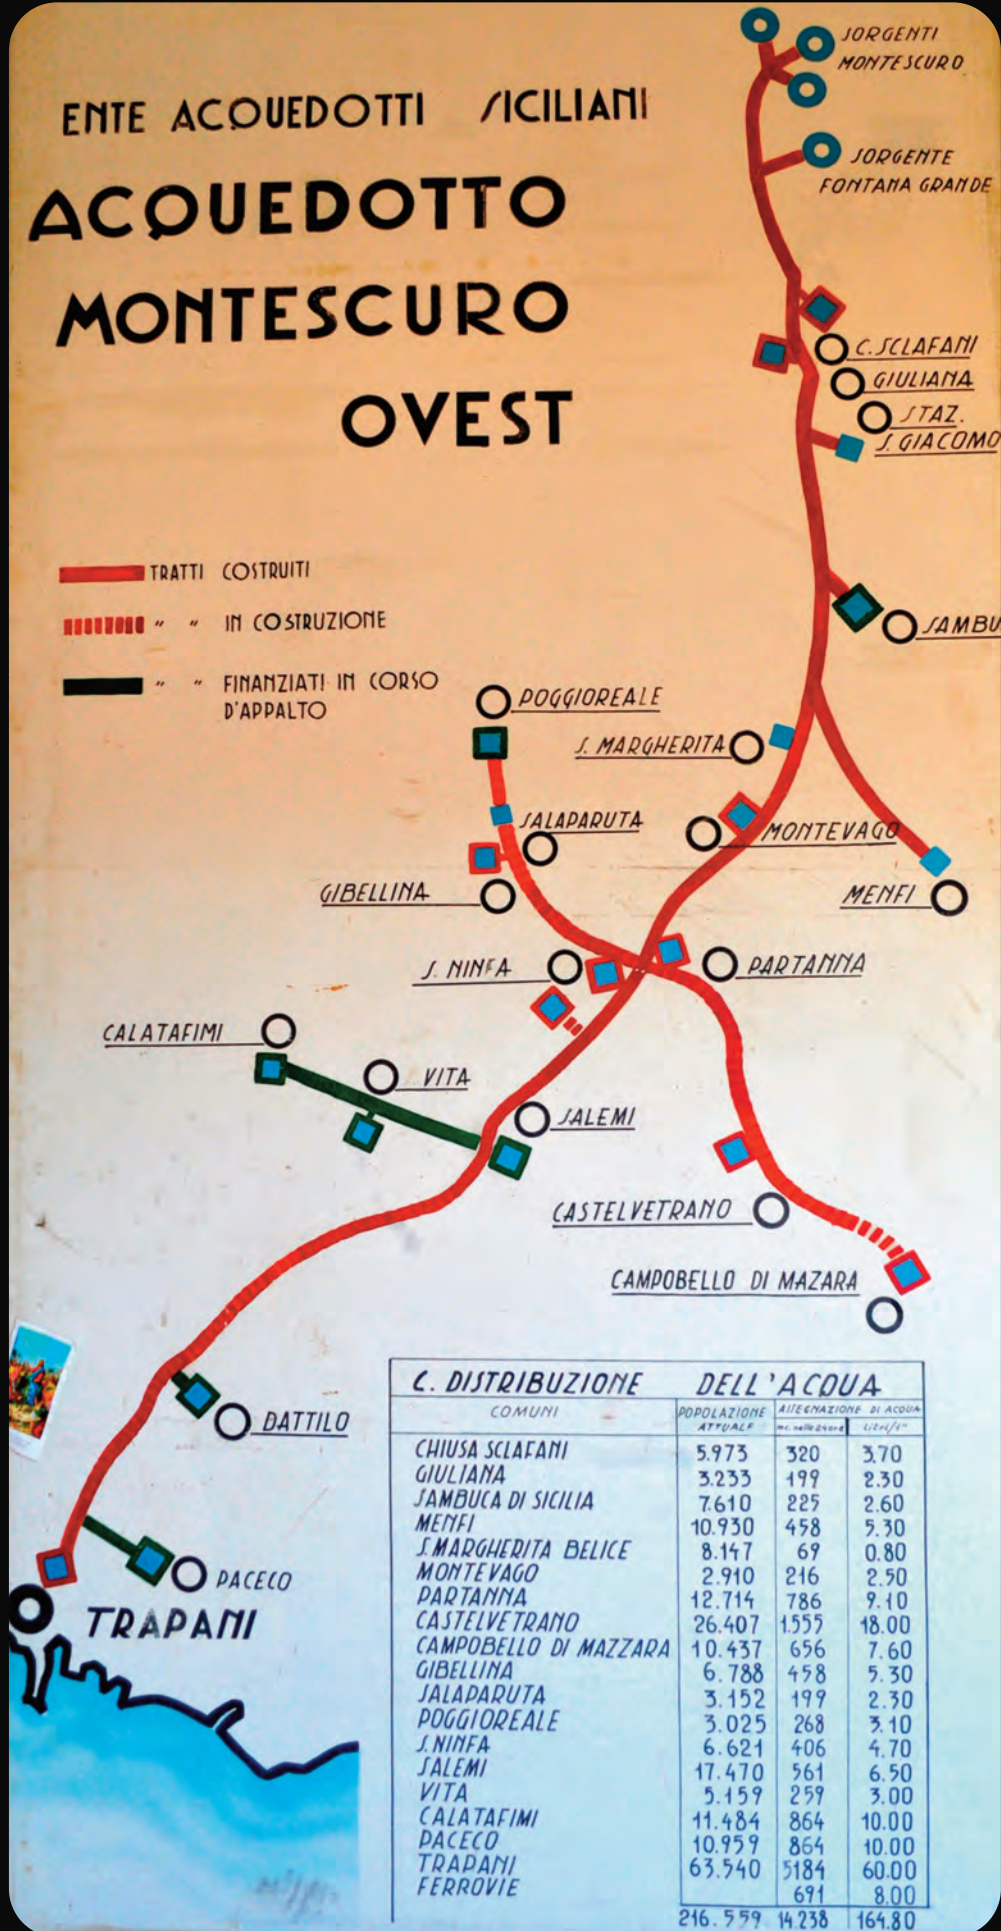 ENTE ACQUEDOTTI SICILIANI
ACQUEDOTTO
MONTESCURO
OVEST
SORGENTI
MONTESCURO
SORGENTE
FONTANA GRANDE
C. SCLAFANI
GIULIANA
STAZ.
S. GIACOMO
TRATTI COSTRUITI
" " IN COSTRUZIONE
" " FINANZIATI IN CORSO
D'APPALTO
SAMBU
POGGIOREALE
S. MARGHERITA
SALAPARUTA
MONTEVAGO
GIBELLINA
MENFI
S. NINFA
PARTANNA
CALATAFIMI
VITA
SALEMI
CASTELVETRANO
CAMPOBELLO DI MAZARA
DATTILO
PACECO
TRAPANI
C. DISTRIBUZIONE DELL'ACQUA
COMUNI POPOLAZIONE ATTUALE ASSEGNAZIONE DI ACQUA
mc. nelle 24 ore litri/1"
CHIUSA SCLAFANI 5.973 320 3.70
GIULIANA 3.233 199 2.30
SAMBUCA DI SICILIA 7.610 225 2.60
MENFI 10.930 458 5.30
S.MARGHERITA BELICE 8.147 69 0.80
MONTEVAGO 2.910 216 2.50
PARTANNA 12.714 786 9.10
CASTELVETRANO 26.407 1.555 18.00
CAMPOBELLO DI MAZZARA 10.437 656 7.60
GIBELLINA 6.788 458 5.30
SALAPARUTA 3.152 199 2.30
POGGIOREALE 3.025 268 3.10
S.NINFA 6.621 406 4.70
SALEMI 17.470 561 6.50
VITA 5.159 259 3.00
CALATAFIMI 11.484 864 10.00
PACECO 10.959 864 10.00
TRAPANI 63.540 5184 60.00
FERROVIE 691 8.00
216.559 14.238 164.80